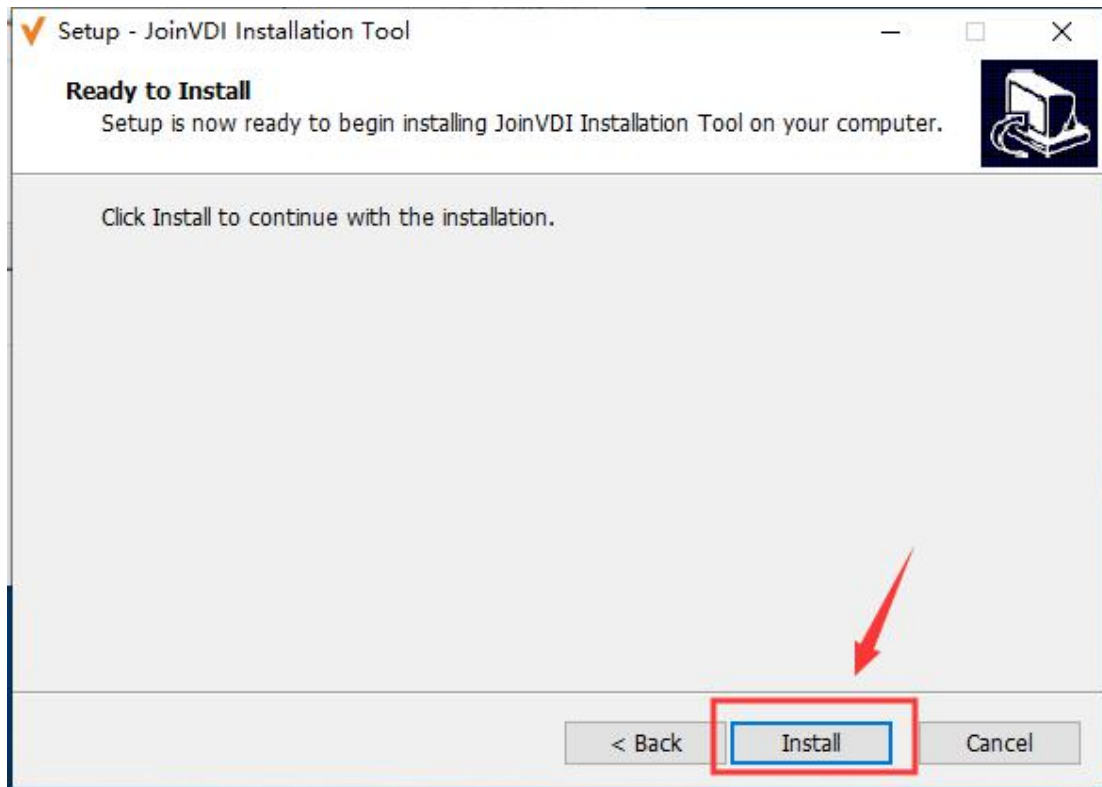 Setup - JoinVDI Installation Tool
Ready to Install
Setup is now ready to begin installing JoinVDI Installation Tool on your computer.
Click Install to continue with the installation.
< Back Install Cancel